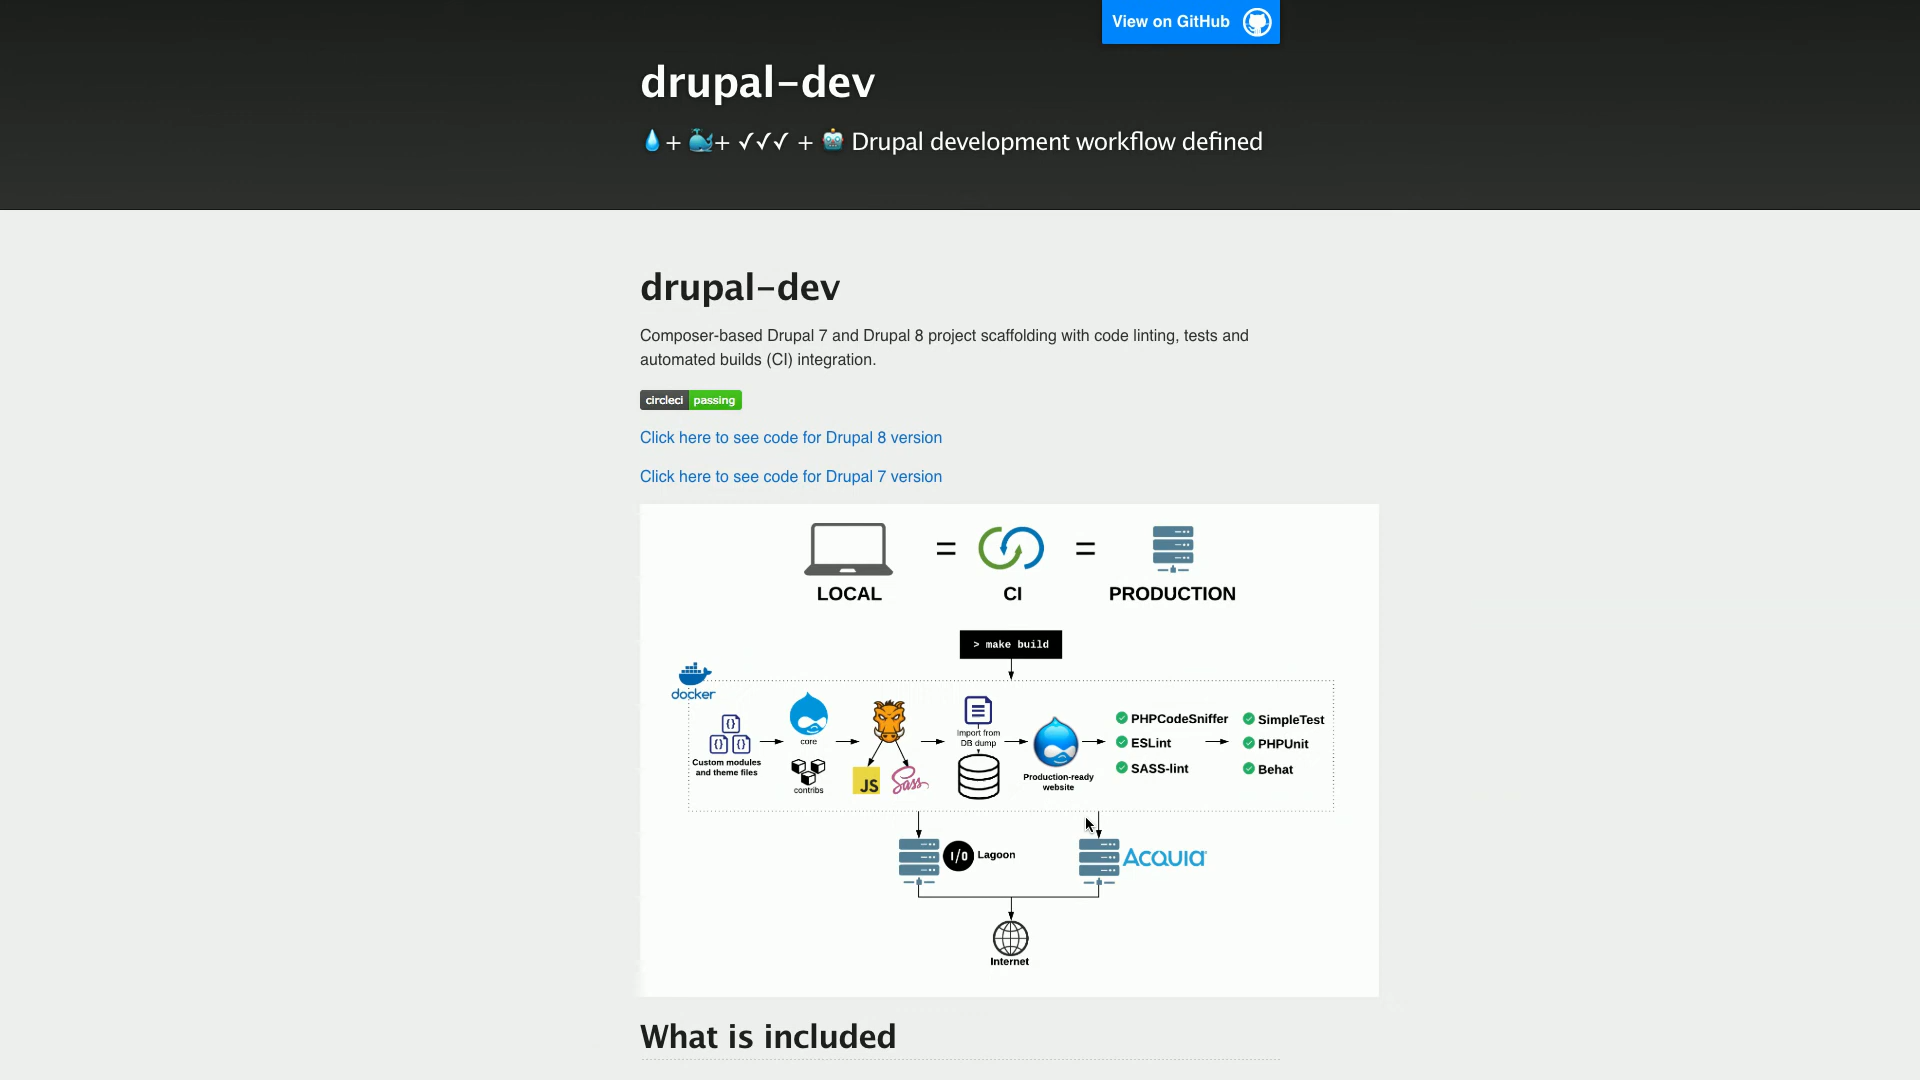 View on GitHub
drupal-dev
💧+ 🐳+ ✓✓✓ + 🤖 Drupal development workflow defined
drupal-dev
Composer-based Drupal 7 and Drupal 8 project scaffolding with code linting, tests and
automated builds (CI) integration.
circleci passing
Click here to see code for Drupal 8 version
Click here to see code for Drupal 7 version
LOCAL = CI = PRODUCTION
> make build
docker
Custom modules
and theme files
core
contribs
JS
Sass
Import from
DB dump
Production-ready
website
PHPCodeSniffer
ESLint
SASS-lint
SimpleTest
PHPUnit
Behat
I/O Lagoon
ACQUIA
Internet
What is included